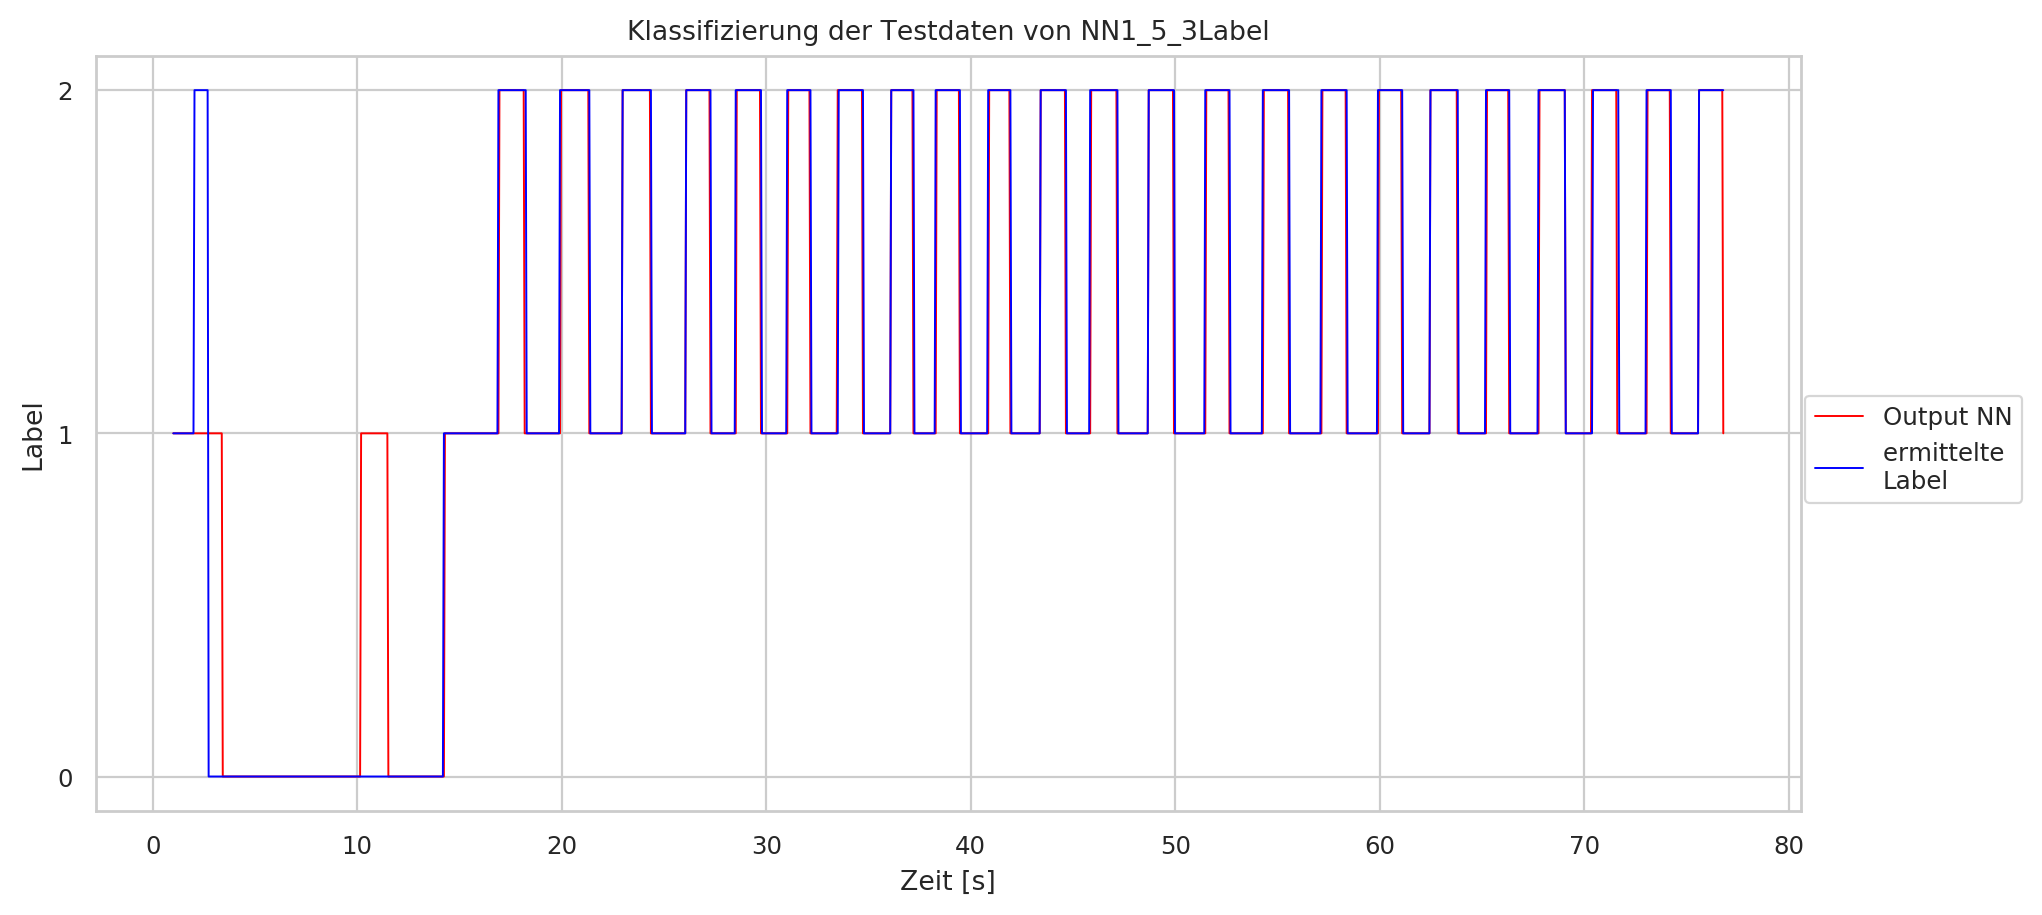 Klassifizierung der Testdaten von NN1_5_3Label
2
1
0
Label
0 10 20 30 40 50 60 70 80
Zeit [s]
Output NN
ermittelte
Label